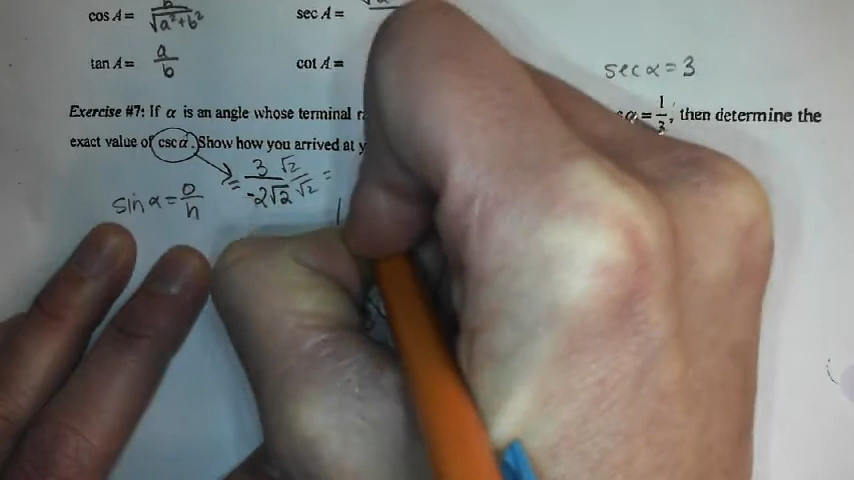 cos A = b/√a²+b² sec A =
tan A = a/b cot A =
sec α = 3
Exercise #7: If α is an angle whose terminal α = 1/3, then determine the
exact value of csc α. Show how you arrived at
= 3/-2√2 √2/√2 =
sin α = o/h